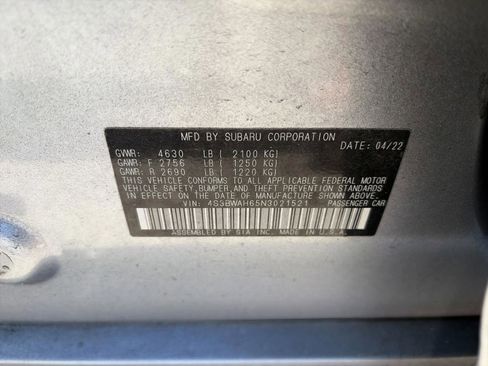 MFD BY SUBARU CORPORATION
DATE: 04/22
GVWR: 4630 LB ( 2100 KG)
GAWR: F 2756 LB ( 1250 KG)
GAWR: R 2690 LB ( 1220 KG)
THIS VEHICLE CONFORMS TO ALL APPLICABLE FEDERAL MOTOR
VEHICLE SAFETY, BUMPER, AND THEFT PREVENTION STANDARDS
IN EFFECT ON THE DATE OF MANUFACTURE SHOWN ABOVE.
VIN: 4S3BWAH65N3021521 PASSENGER CAR
ASSEMBLED BY SIA INC. MADE IN U.S.A.